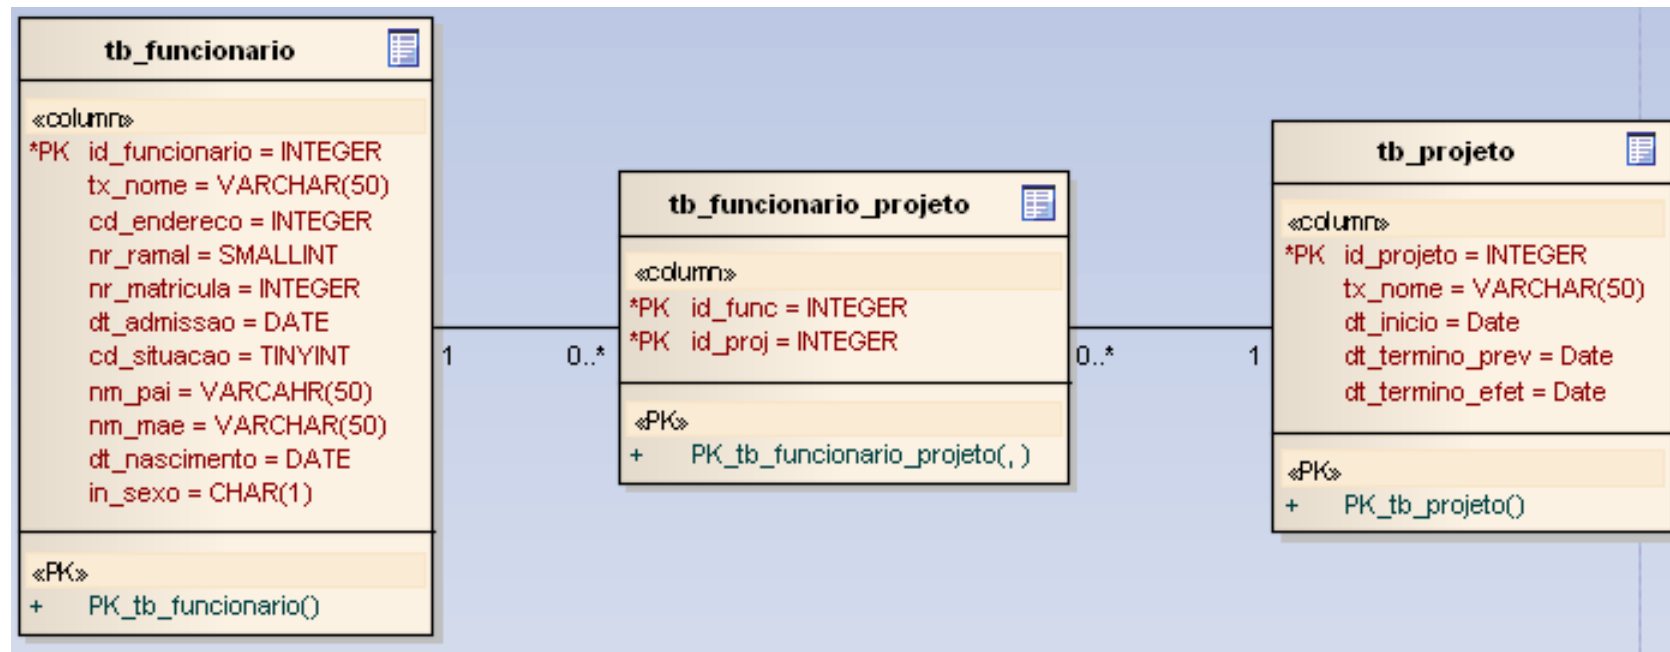 tb_funcionario
«column»
*PK id_funcionario = INTEGER
tx_nome = VARCHAR(50)
cd_endereco = INTEGER
nr_ramal = SMALLINT
nr_matricula = INTEGER
dt_admissao = DATE
cd_situacao = TINYINT
nm_pai = VARCAHR(50)
nm_mae = VARCHAR(50)
dt_nascimento = DATE
in_sexo = CHAR(1)
«PK»
+ PK_tb_funcionario()
1
0..*
tb_funcionario_projeto
«column»
*PK id_func = INTEGER
*PK id_proj = INTEGER
«PK»
+ PK_tb_funcionario_projeto(, )
0..*
1
tb_projeto
«column»
*PK id_projeto = INTEGER
tx_nome = VARCHAR(50)
dt_inicio = Date
dt_termino_prev = Date
dt_termino_efet = Date
«PK»
+ PK_tb_projeto()